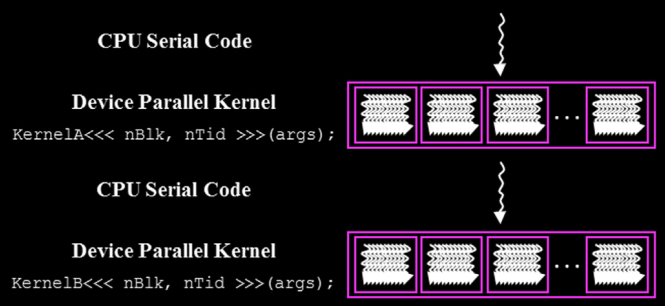 CPU Serial Code
Device Parallel Kernel
KernelA<<< nBlk, nTid >>>(args);
...
CPU Serial Code
Device Parallel Kernel
KernelB<<< nBlk, nTid >>>(args);
...